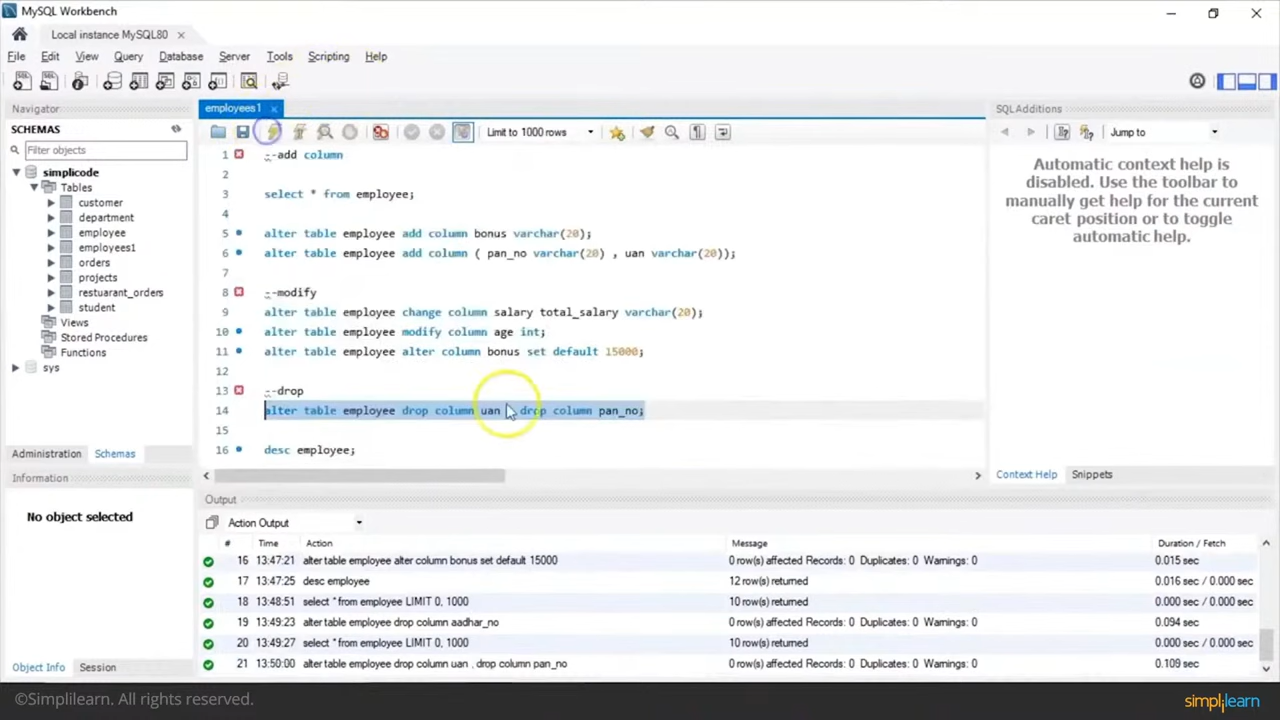 MySQL Workbench
Local instance MySQL80
File Edit View Query Database Server Tools Scripting Help
Navigator
SCHEMAS
Filter objects
simplicode
Tables
customer
department
employee
employees1
orders
projects
restuarant_orders
student
Views
Stored Procedures
Functions
sys
Administration Schemas
Information
No object selected
Object Info Session
employees1
Limit to 1000 rows
1 --add column
2
3 select * from employee;
4
5 alter table employee add column bonus varchar(20);
6 alter table employee add column ( pan_no varchar(20) , uan varchar(20));
7
8 --modify
9 alter table employee change column salary total_salary varchar(20);
10 alter table employee modify column age int;
11 alter table employee alter column bonus set default 15000;
12
13 --drop
14 alter table employee drop column uan , drop column pan_no;
15
16 desc employee;
SQL Additions
Jump to
Automatic context help is
disabled. Use the toolbar to
manually get help for the current
caret position or to toggle
automatic help.
Context Help Snippets
Output
Action Output
# Time Action Message Duration / Fetch
16 13:47:21 alter table employee alter column bonus set default 15000 0 row(s) affected Records: 0 Duplicates: 0 Warnings: 0 0.015 sec
17 13:47:25 desc employee 12 row(s) returned 0.016 sec / 0.000 sec
18 13:48:51 select * from employee LIMIT 0, 1000 10 row(s) returned 0.000 sec / 0.000 sec
19 13:49:23 alter table employee drop column aadhar_no 0 row(s) affected Records: 0 Duplicates: 0 Warnings: 0 0.094 sec
20 13:49:27 select * from employee LIMIT 0, 1000 10 row(s) returned 0.000 sec / 0.000 sec
21 13:50:00 alter table employee drop column uan , drop column pan_no 0 row(s) affected Records: 0 Duplicates: 0 Warnings: 0 0.109 sec
©Simplilearn. All rights reserved.
simplilearn